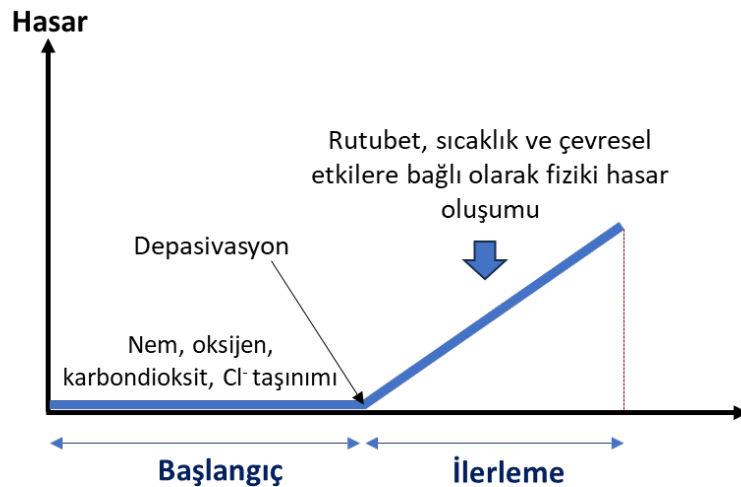 Hasar
Rutubet, sıcaklık ve çevresel
etkilere bağlı olarak fiziki hasar
oluşumu
Depasivasyon
Nem, oksijen,
karbondioksit, Cl⁻ taşınımı
Başlangıç
İlerleme